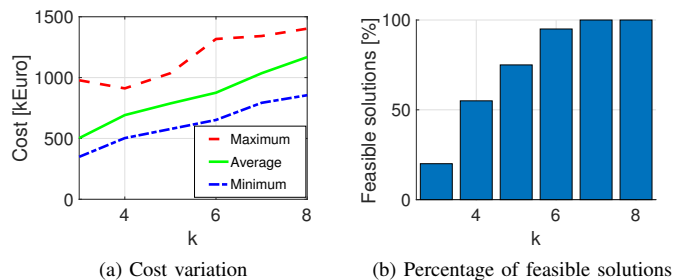 1500
1000
500
0
Cost [kEuro]
Maximum
Average
Minimum
4
6
8
k
(a) Cost variation
100
50
0
Feasible solutions [%]
4
6
8
k
(b) Percentage of feasible solutions